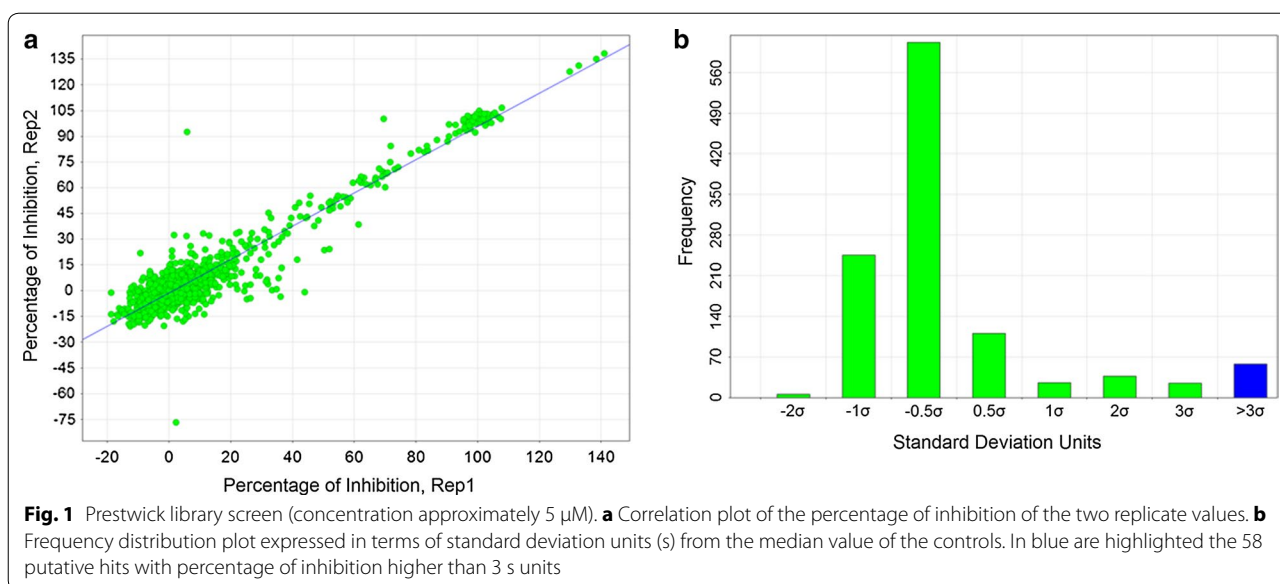 a
135
120
105
90
75
60
45
30
15
0
-15
-30
-45
-60
-75
Percentage of Inhibition, Rep2
-20 0 20 40 60 80 100 120 140
Percentage of Inhibition, Rep1
b
560
490
420
350
280
210
140
70
0
Frequency
-2σ -1σ -0.5σ 0.5σ 1σ 2σ 3σ >3σ
Standard Deviation Units
Fig. 1 Prestwick library screen (concentration approximately 5 μM). a Correlation plot of the percentage of inhibition of the two replicate values. b
Frequency distribution plot expressed in terms of standard deviation units (s) from the median value of the controls. In blue are highlighted the 58
putative hits with percentage of inhibition higher than 3 s units